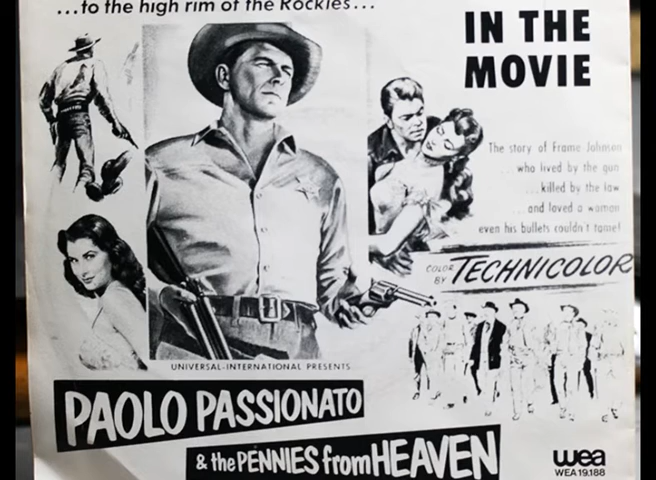 ...to the high rim of the Rockies...
IN THE
MOVIE
The story of Frame Johnson
who lived by the gun
...killed by the law
...and loved a woman
even his bullets couldn't tame!
COLOR
BY TECHNICOLOR
UNIVERSAL-INTERNATIONAL PRESENTS
PAOLO PASSIONATO
& the PENNIES from HEAVEN
wea
WEA 19.188